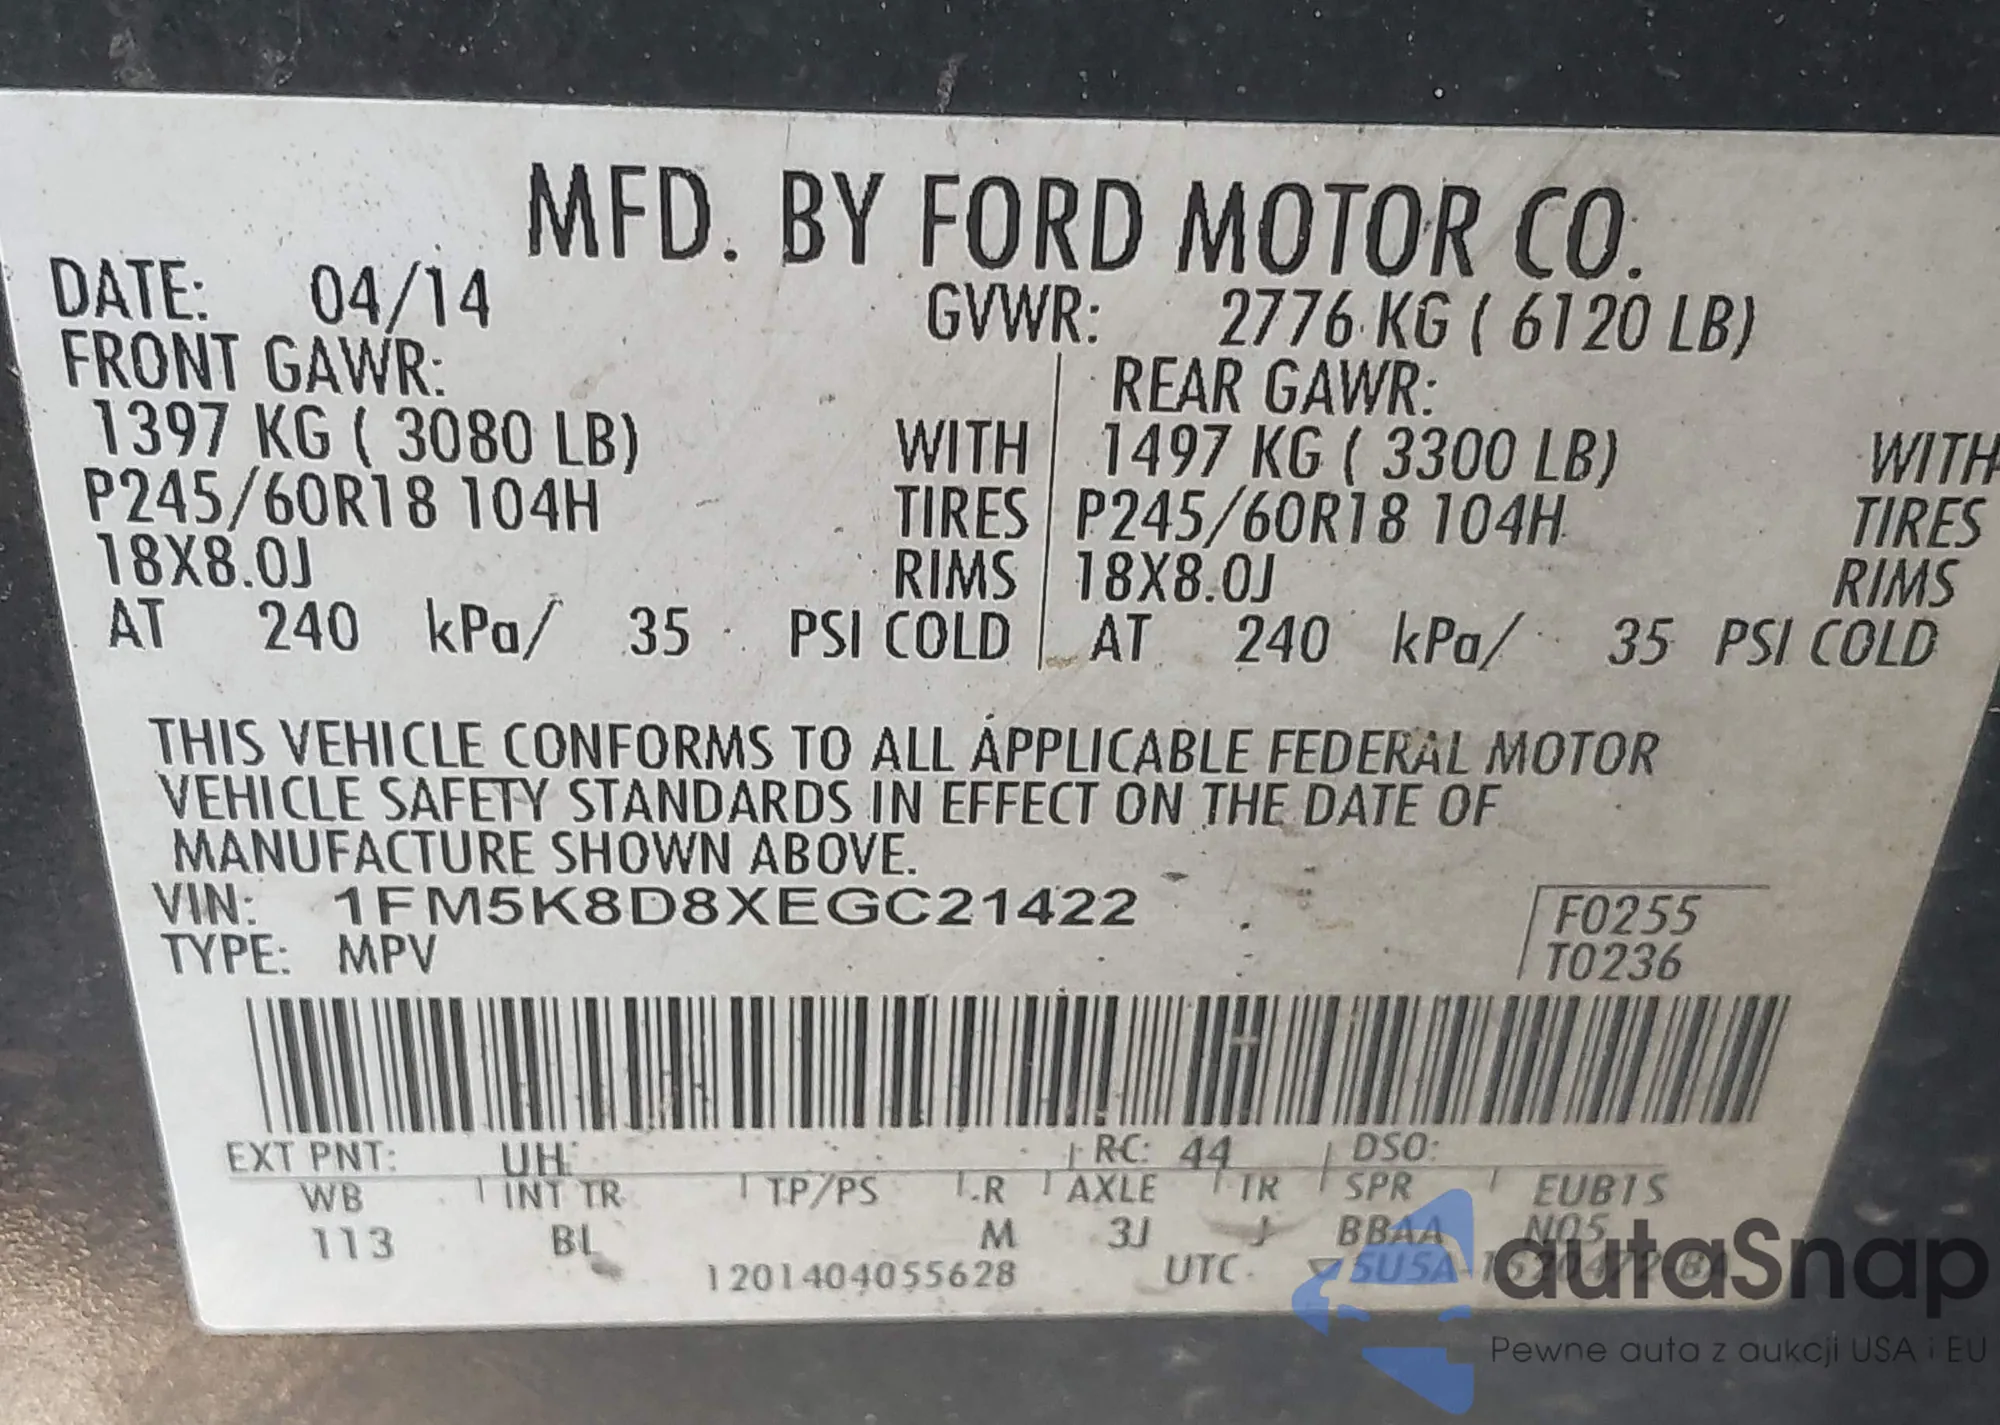 MFD. BY FORD MOTOR CO.
DATE: 04/14 GVWR: 2776 KG ( 6120 LB)
FRONT GAWR: REAR GAWR:
1397 KG ( 3080 LB) WITH 1497 KG ( 3300 LB) WITH
P245/60R18 104H TIRES P245/60R18 104H TIRES
18X8.0J RIMS 18X8.0J RIMS
AT 240 kPa/ 35 PSI COLD AT 240 kPa/ 35 PSI COLD
THIS VEHICLE CONFORMS TO ALL APPLICABLE FEDERAL MOTOR
VEHICLE SAFETY STANDARDS IN EFFECT ON THE DATE OF
MANUFACTURE SHOWN ABOVE.
VIN: 1FM5K8D8XEGC21422
TYPE: MPV
F0255
T0236
EXT PNT: UH RC: 44 DSO:
WB INT TR TP/PS R AXLE TR SPR EUB1S
113 BL M 3J J BBAA N05
1201404055628 UTC
autaSnap
Pewne auta z aukcji USA i EU